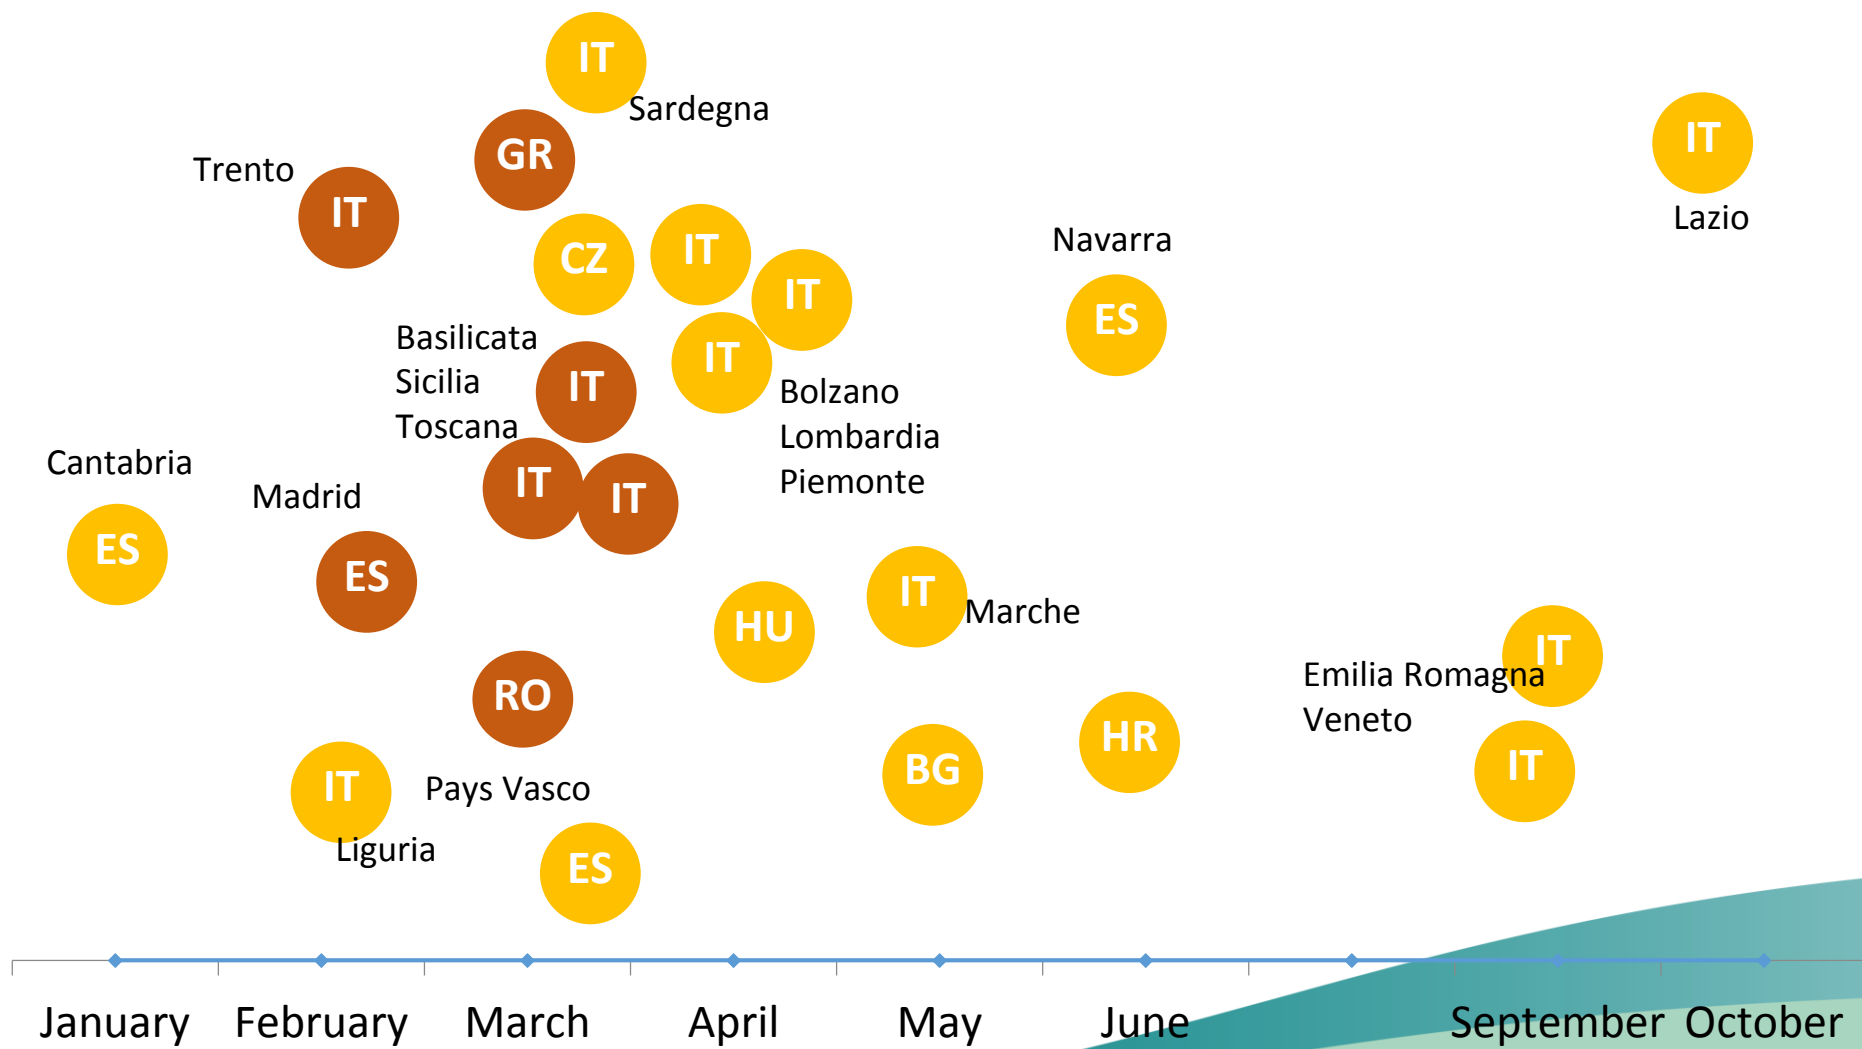 IT
Sardegna
IT
GR
Trento
IT
Lazio
Navarra
CZ
IT
IT
ES
Basilicata
Sicilia
Toscana
IT
IT
Bolzano
Lombardia
Piemonte
Cantabria
Madrid
IT
IT
ES
ES
HU
IT
Marche
RO
IT
Emilia Romagna
Veneto
HR
BG
IT
IT
Liguria
Pays Vasco
ES
January February March April May June September October